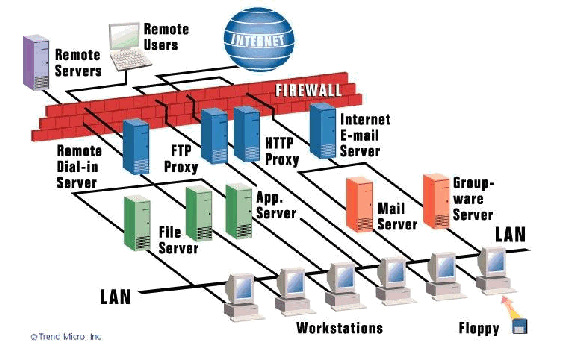 Remote
Users
Remote
Servers
INTERNET
FIREWALL
Remote
Dial-in
Server
FTP
Proxy
HTTP
Proxy
Internet
E-mail
Server
File
Server
App.
Server
Mail
Server
Group-
ware
Server
LAN
LAN
Workstations
Floppy
© Trend Micro, Inc.